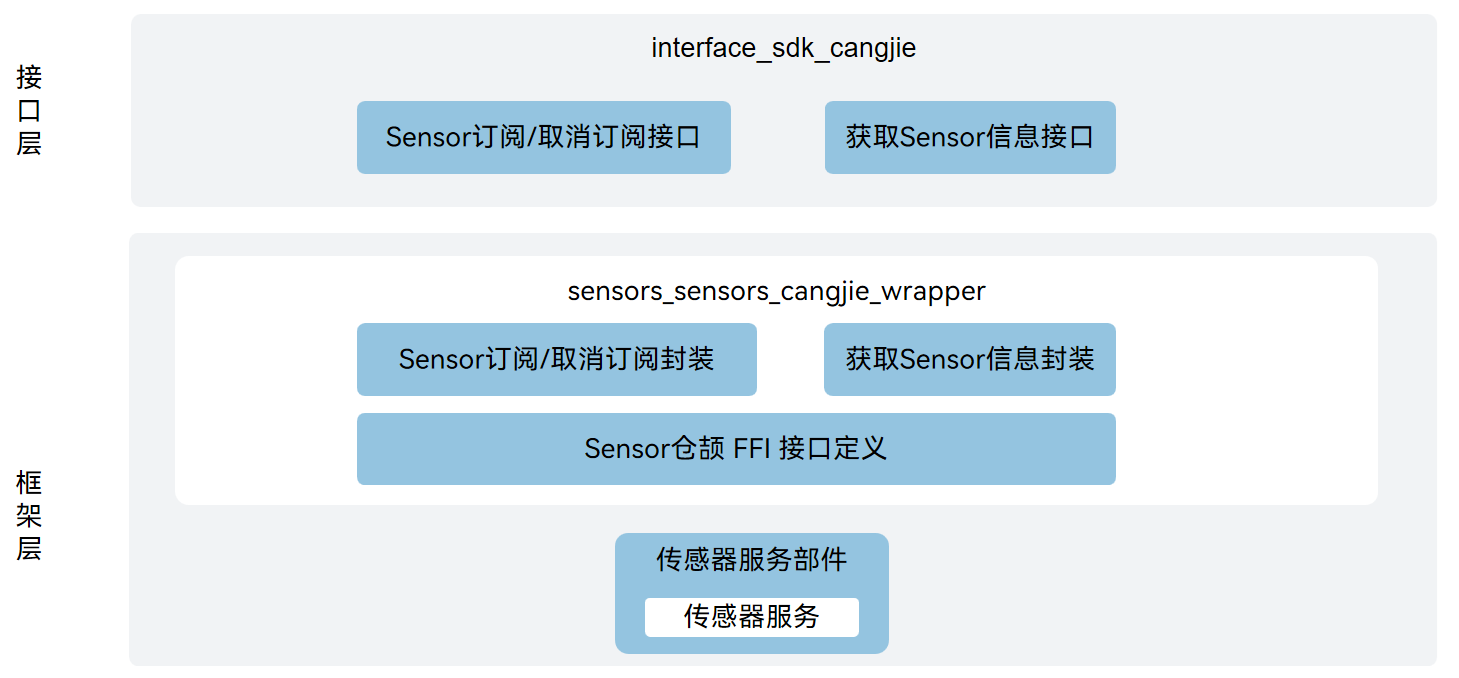 接口层
interface_sdk_cangjie
Sensor订阅/取消订阅接口
获取Sensor信息接口
框架层
sensors_sensors_cangjie_wrapper
Sensor订阅/取消订阅封装
获取Sensor信息封装
Sensor仓颉 FFI 接口定义
传感器服务部件
传感器服务